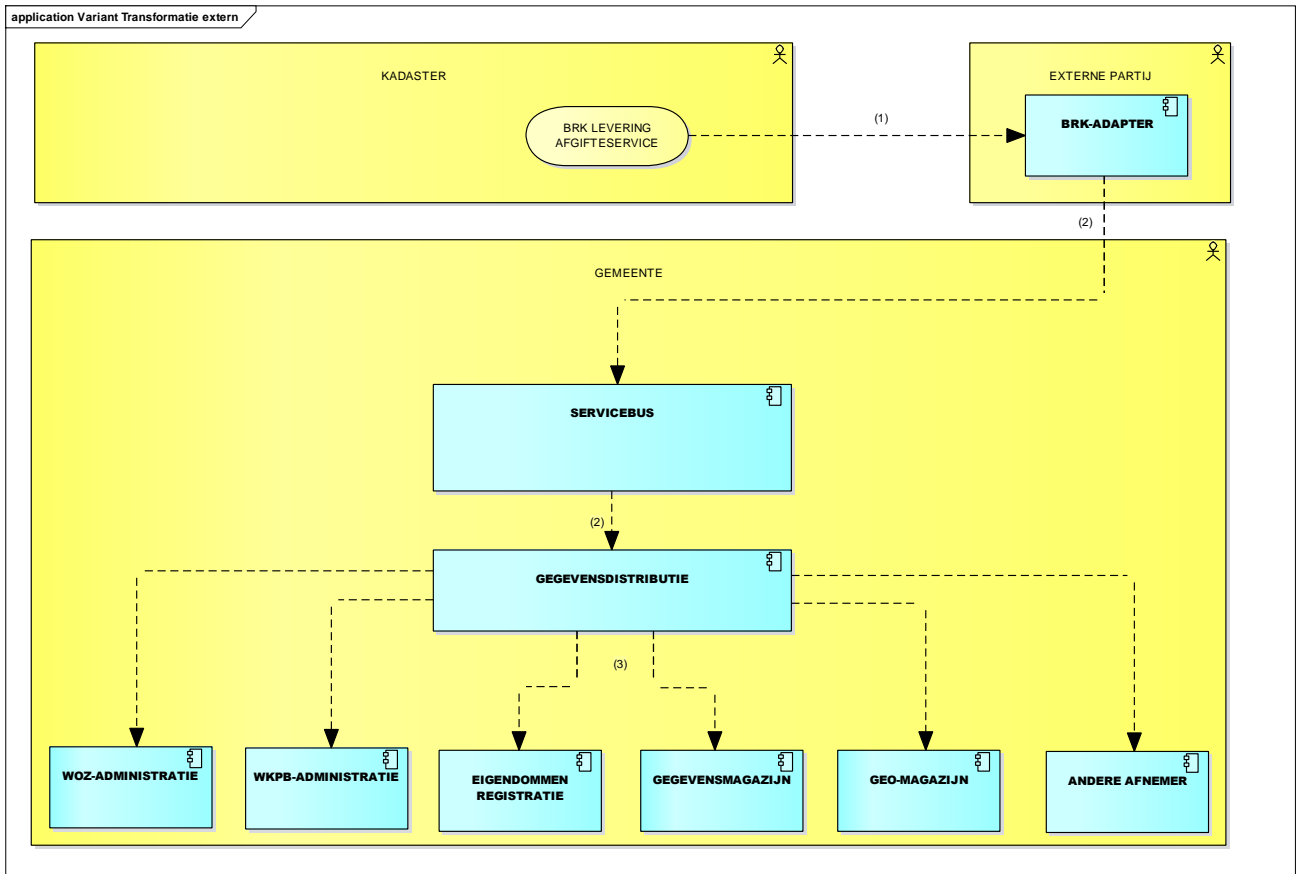 application Variant Transformatie extern
KADASTER
EXTERNE PARTIJ
BRK LEVERING
AFGIFTESERVICE
(1)
BRK-ADAPTER
(2)
GEMEENTE
SERVICEBUS
(2)
GEGEVENSDISTRIBUTIE
(3)
WOZ-ADMINISTRATIE
WKPB-ADMINISTRATIE
EIGENDOMMEN
REGISTRATIE
GEGEVENSMAGAZIJN
GEO-MAGAZIJN
ANDERE AFNEMER